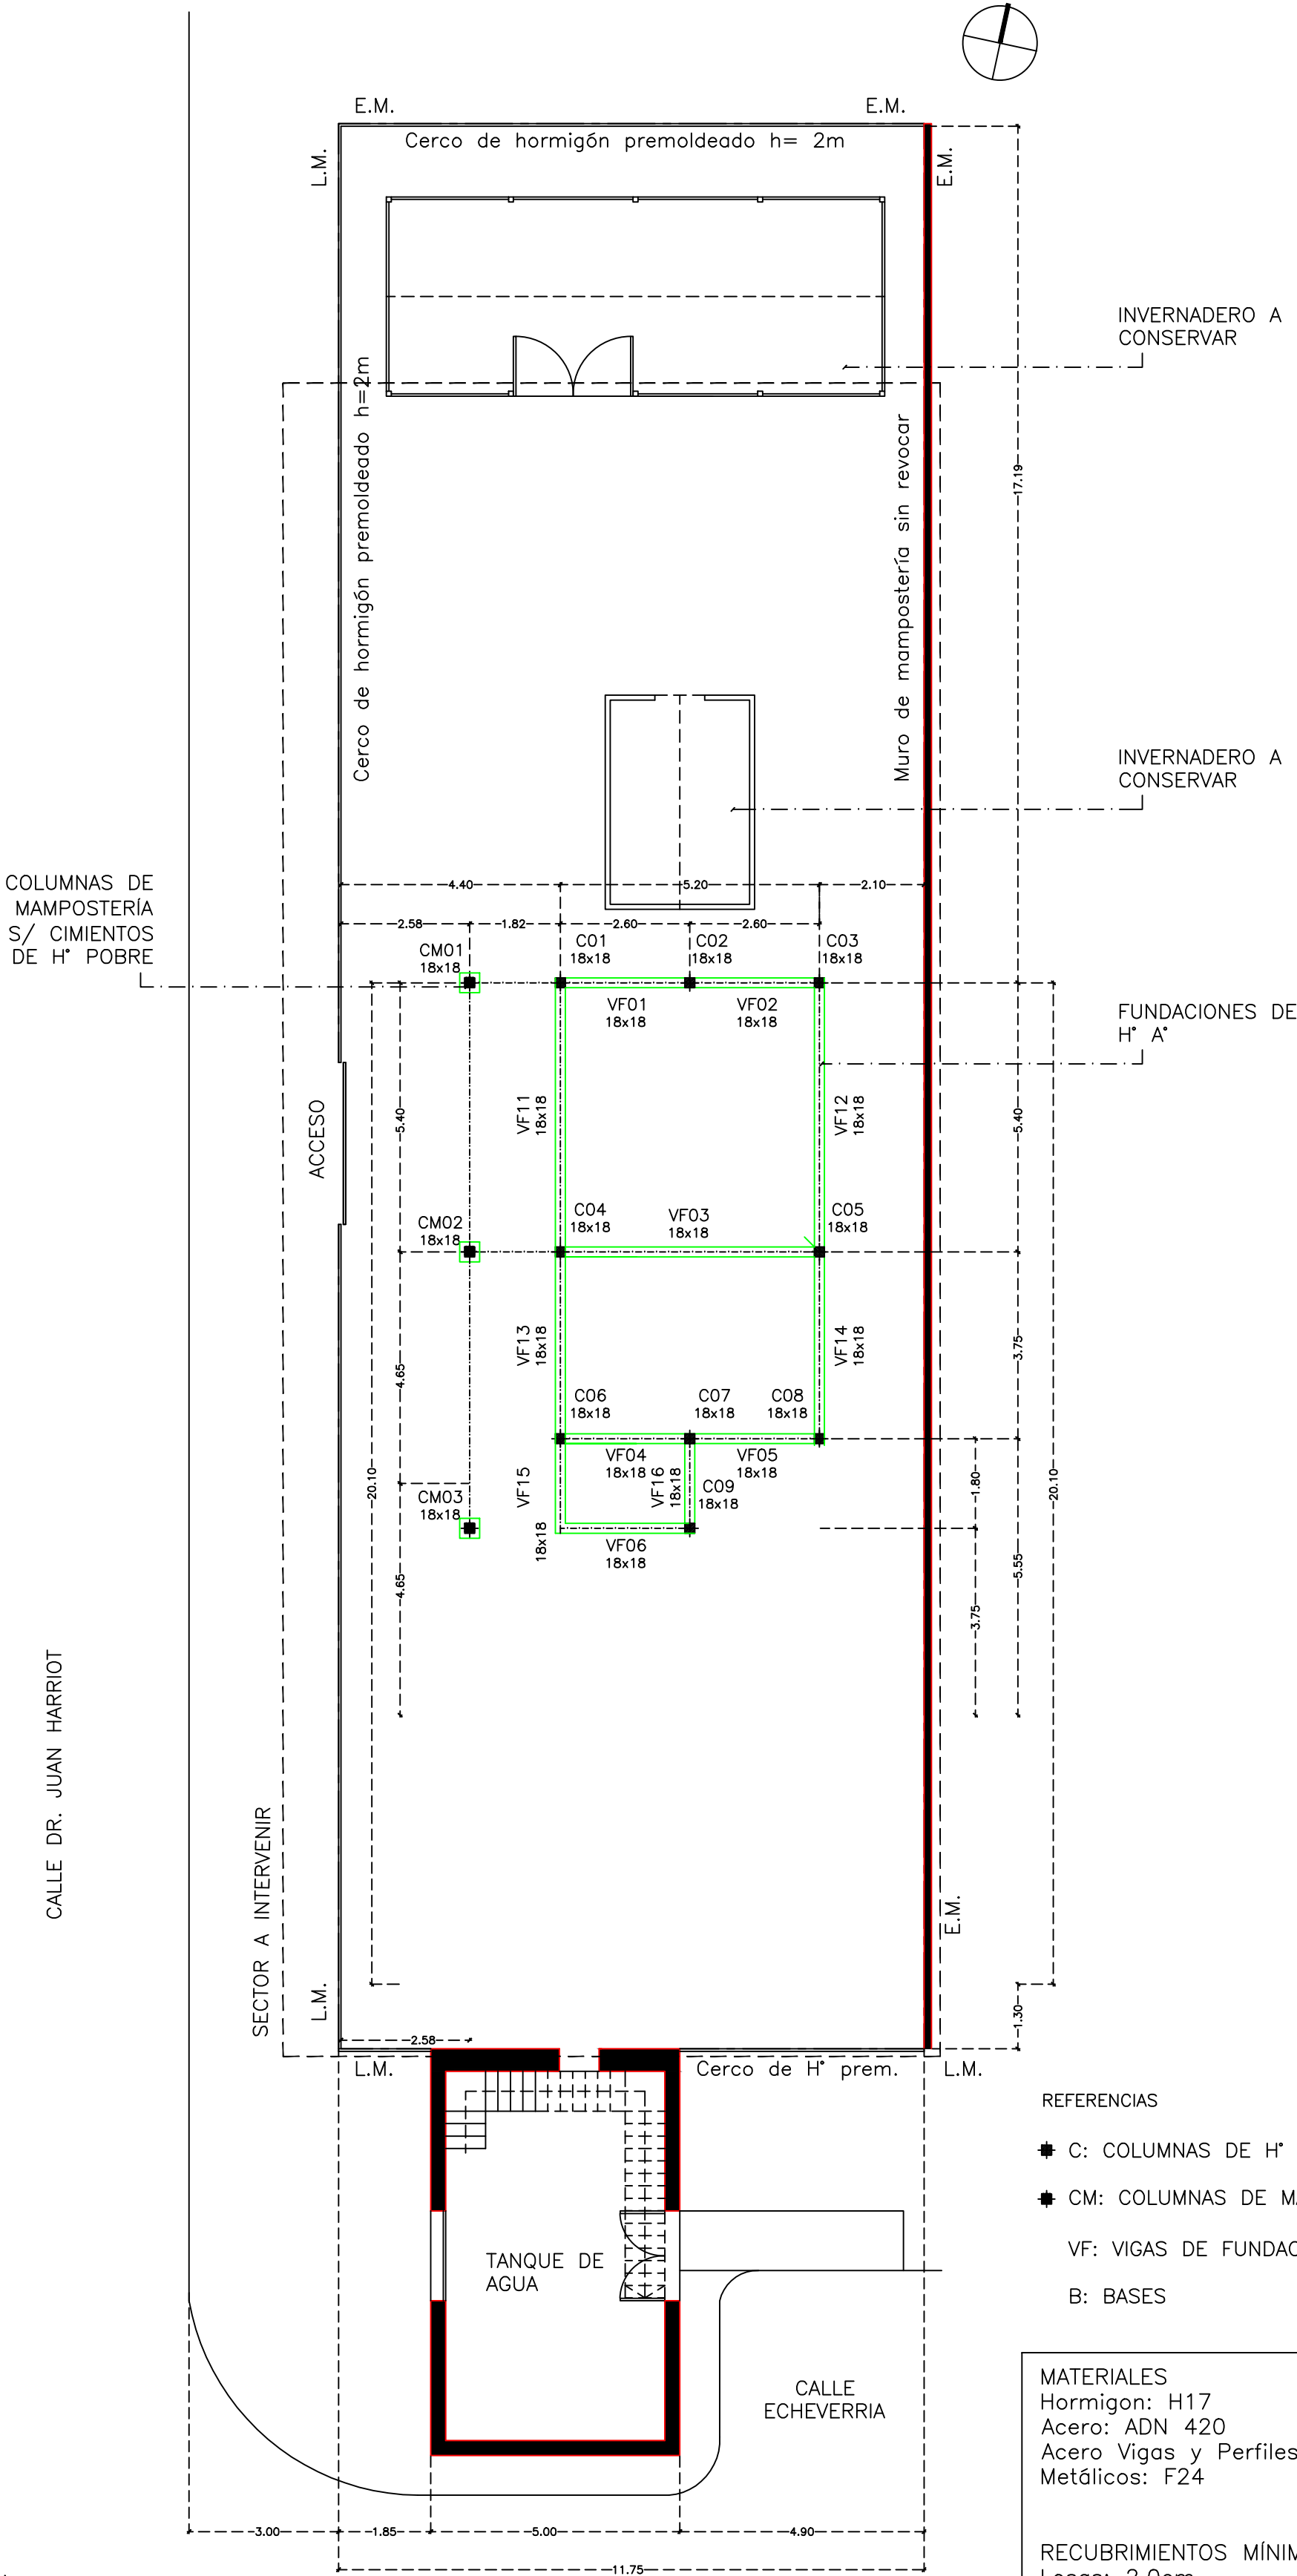 E.M.
E.M.
Cerco de hormigón premoldeado h= 2m
L.M.
E.M.
INVERNADERO A
CONSERVAR
Cerco de hormigón premoldeado h=2m
Muro de mampostería sin revocar
17.19
INVERNADERO A
CONSERVAR
COLUMNAS DE
MAMPOSTERÍA
S/ CIMIENTOS
DE H° POBRE
4.40
5.20
2.10
2.58
1.82
2.60
2.60
CM01
18x18
C01
18x18
C02
18x18
C03
18x18
VF01
18x18
VF02
18x18
FUNDACIONES DE
H° A°
ACCESO
5.40
VF11
18x18
VF12
18x18
5.40
CM02
18x18
C04
18x18
VF03
18x18
C05
18x18
4.65
VF13
18x18
VF14
18x18
3.75
C06
18x18
C07
18x18
C08
18x18
VF04
18x18
VF05
18x18
20.10
CM03
18x18
VF15
18x18
VF16
18x18
C09
18x18
1.80
20.10
VF06
18x18
4.65
3.75
5.55
CALLE DR. JUAN HARRIOT
SECTOR A INTERVENIR
E.M.
L.M.
1.30
2.58
L.M.
Cerco de H° prem.
L.M.
REFERENCIAS
C: COLUMNAS DE H°
CM: COLUMNAS DE
VF: VIGAS DE
B: BASES
TANQUE DE
AGUA
CALLE
ECHEVERRIA
MATERIALES
Hormigon: H17
Acero: ADN 420
Acero Vigas y Perfiles
Metálicos: F24
3.00
1.85
5.00
4.90
RECUBRIMIENTOS
11.75